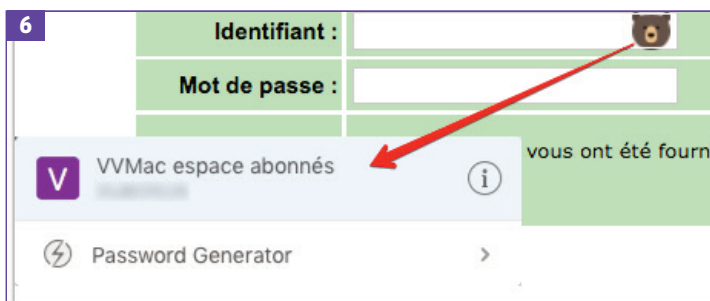 6
Identifiant :
Mot de passe :
vous ont été fourn
V
VVMac espace abonnés
i
Password Generator